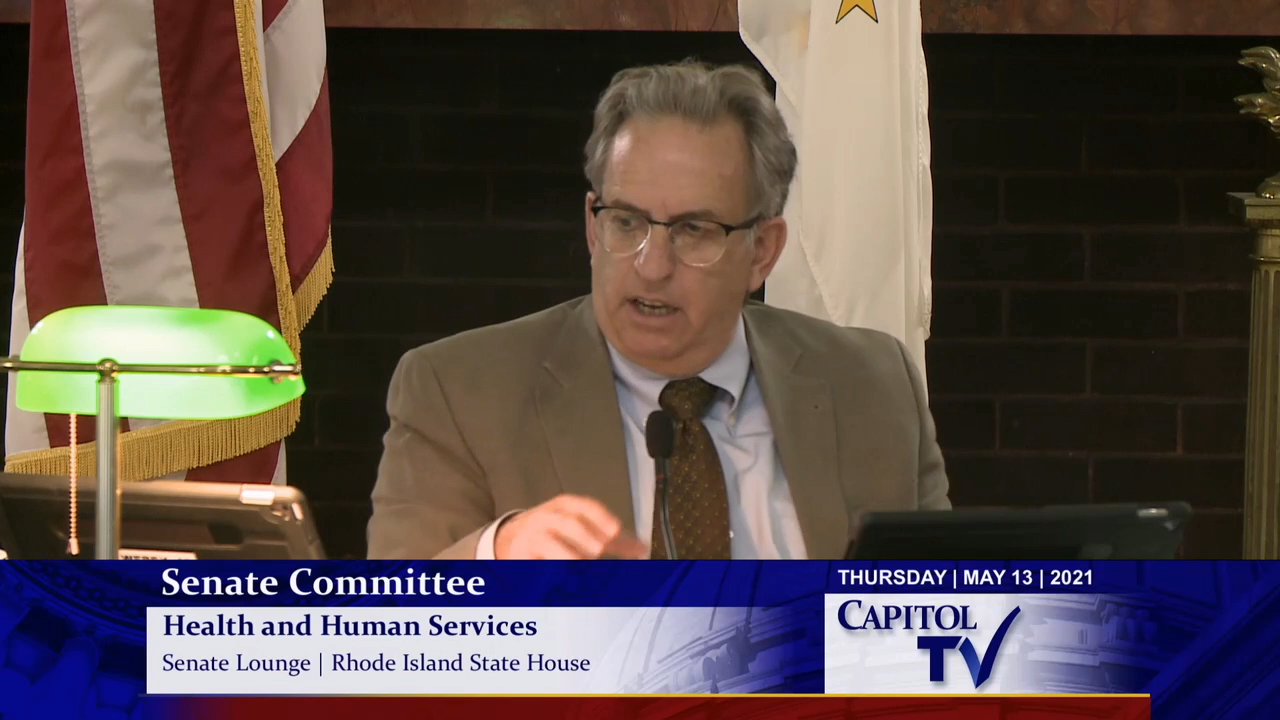 Senate Committee
THURSDAY | MAY 13 | 2021
Health and Human Services
Senate Lounge | Rhode Island State House
CAPITOL
TV